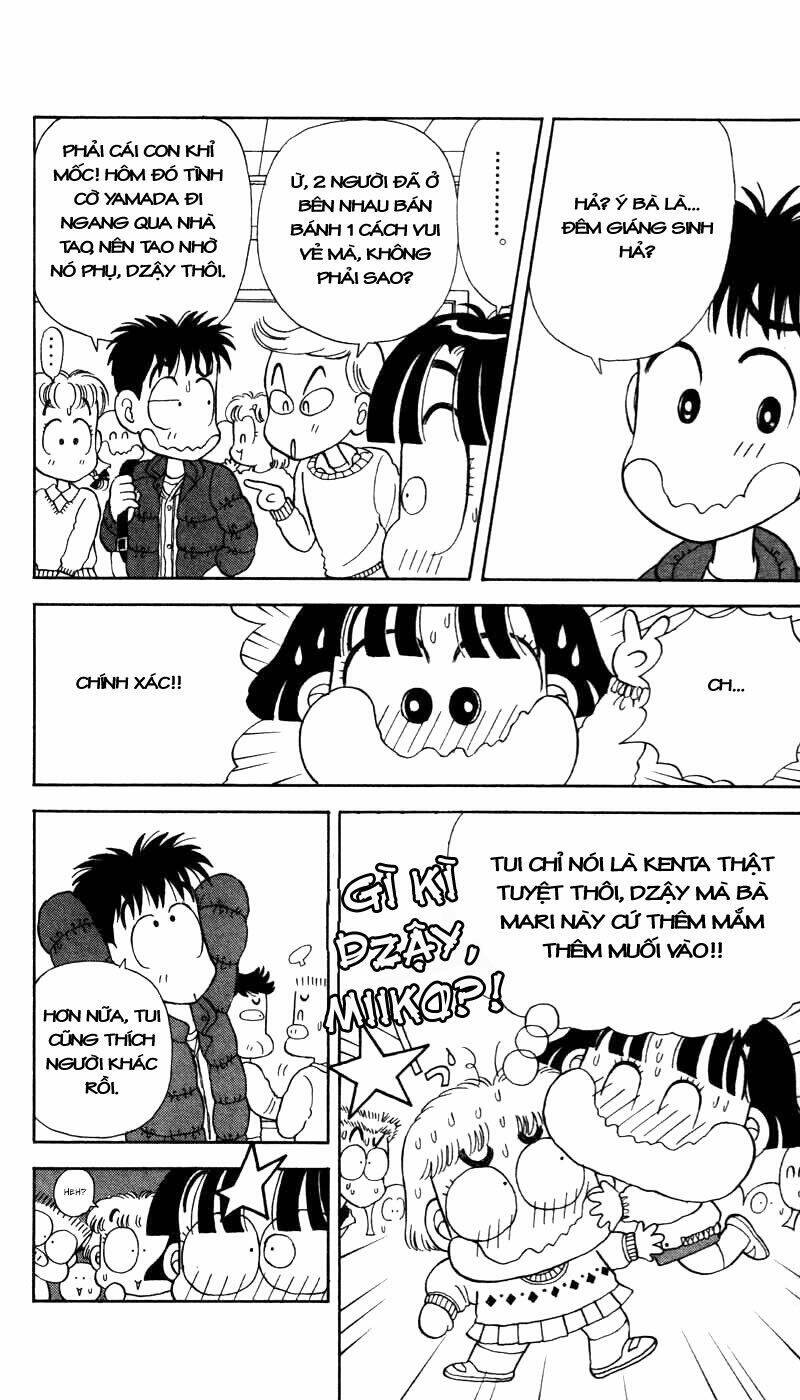 HẢ? Ý BÀ LÀ...
ĐÊM GIÁNG SINH
HẢ?
.......
Ừ, 2 NGƯỜI ĐÃ Ở
BÊN NHAU BÁN
BÁNH 1 CÁCH VUI
VẺ MÀ, KHÔNG
PHẢI SAO?
PHẢI CÁI CON KHỈ
MỐC! HÔM ĐÓ TÌNH
CỜ YAMADA ĐI
NGANG QUA NHÀ
TAO, NÊN TAO NHỜ
NÓ PHỤ, DZẬY THÔI.
....
CH...
CHÍNH XÁC!!
TUI CHỈ NÓI LÀ KENTA THẬT
TUYỆT THÔI, DZẬY MÀ BÀ
MARI NÀY CỨ THÊM MẮM
THÊM MUỐI VÀO!!
GÌ KÌ
DZẬY,
MIIKO?!
HƠN NỮA, TUI
CŨNG THÍCH
NGƯỜI KHÁC
RỒI.
HEH?